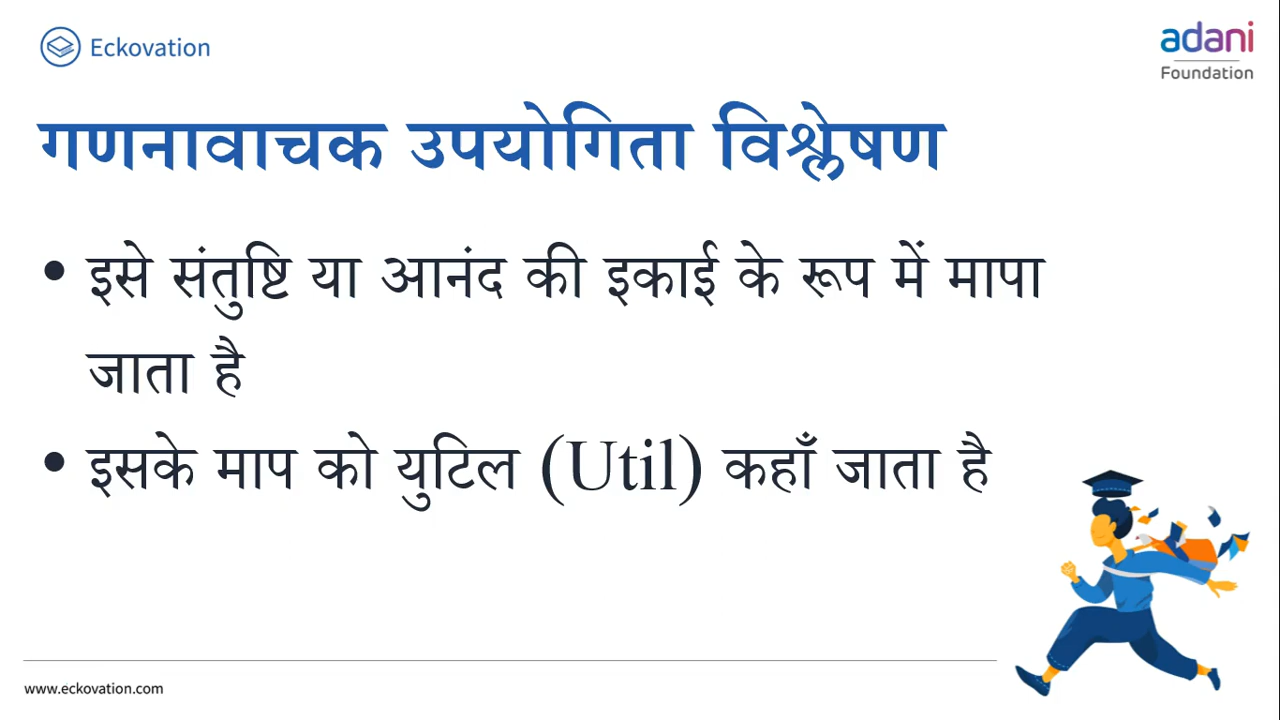 Eckovation
adani
Foundation
गणनावाचक उपयोगिता विश्लेषण
• इसे संतुष्टि या आनंद की इकाई के रूप में मापा
जाता है
• इसके माप को युटिल (Util) कहाँ जाता है
www.eckovation.com